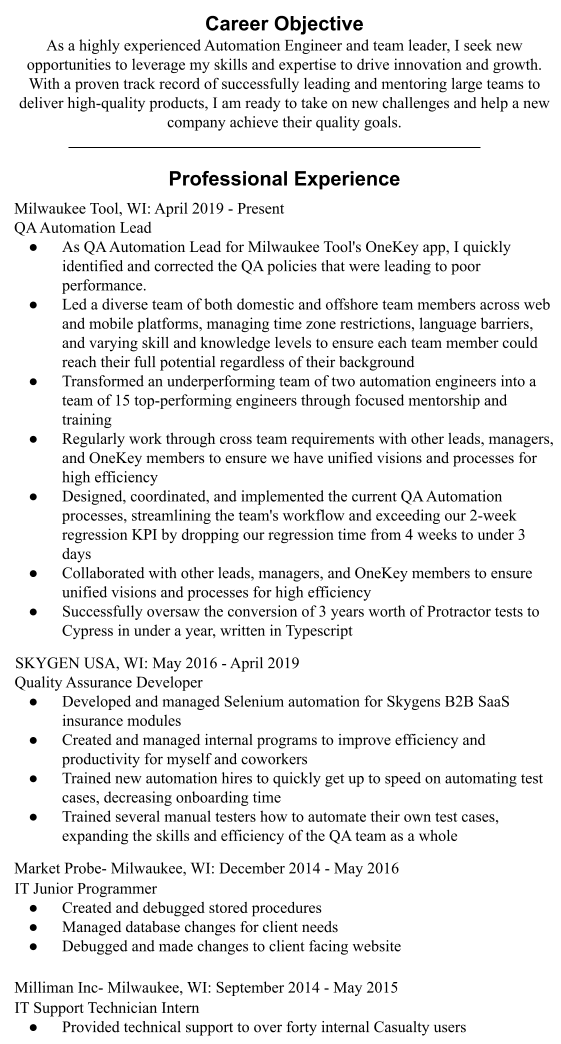 Career Objective
As a highly experienced Automation Engineer and team leader, I seek new
opportunities to leverage my skills and expertise to drive innovation and growth.
With a proven track record of successfully leading and mentoring large teams to
deliver high-quality products, I am ready to take on new challenges and help a new
company achieve their quality goals.
Professional Experience
Milwaukee Tool, WI: April 2019 - Present
QA Automation Lead
● As QA Automation Lead for Milwaukee Tool's OneKey app, I quickly
identified and corrected the QA policies that were leading to poor
performance.
● Led a diverse team of both domestic and offshore team members across web
and mobile platforms, managing time zone restrictions, language barriers,
and varying skill and knowledge levels to ensure each team member could
reach their full potential regardless of their background
● Transformed an underperforming team of two automation engineers into a
team of 15 top-performing engineers through focused mentorship and
training
● Regularly work through cross team requirements with other leads, managers,
and OneKey members to ensure we have unified visions and processes for
high efficiency
● Designed, coordinated, and implemented the current QA Automation
processes, streamlining the team's workflow and exceeding our 2-week
regression KPI by dropping our regression time from 4 weeks to under 3
days
● Collaborated with other leads, managers, and OneKey members to ensure
unified visions and processes for high efficiency
● Successfully oversaw the conversion of 3 years worth of Protractor tests to
Cypress in under a year, written in Typescript
SKYGEN USA, WI: May 2016 - April 2019
Quality Assurance Developer
● Developed and managed Selenium automation for Skygens B2B SaaS
insurance modules
● Created and managed internal programs to improve efficiency and
productivity for myself and coworkers
● Trained new automation hires to quickly get up to speed on automating test
cases, decreasing onboarding time
● Trained several manual testers how to automate their own test cases,
expanding the skills and efficiency of the QA team as a whole
Market Probe- Milwaukee, WI: December 2014 - May 2016
IT Junior Programmer
● Created and debugged stored procedures
● Managed database changes for client needs
● Debugged and made changes to client facing website
Milliman Inc- Milwaukee, WI: September 2014 - May 2015
IT Support Technician Intern
● Provided technical support to over forty internal Casualty users